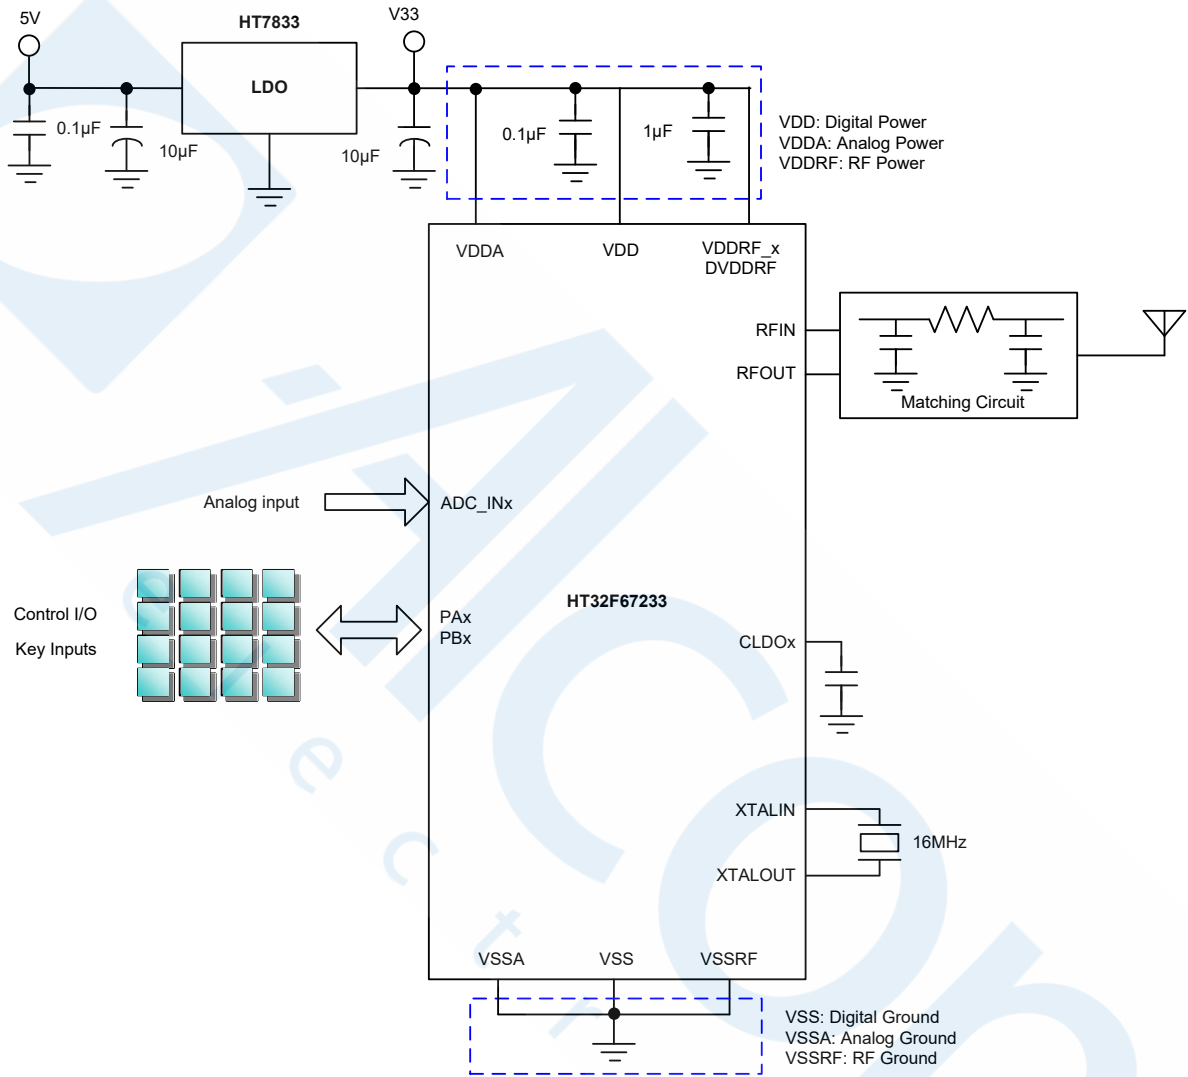 5V
HT7833
V33
LDO
0.1µF
10µF
10µF
0.1µF
1µF
VDD: Digital Power
VDDA: Analog Power
VDDRF: RF Power
VDDA
VDD
VDDRF_x
DVDDRF
RFIN
RFOUT
Matching Circuit
Analog input
ADC_INx
HT32F67233
Control I/O
Key Inputs
PAx
PBx
CLDOx
XTALIN
16MHz
XTALOUT
VSSA
VSS
VSSRF
VSS: Digital Ground
VSSA: Analog Ground
VSSRF: RF Ground